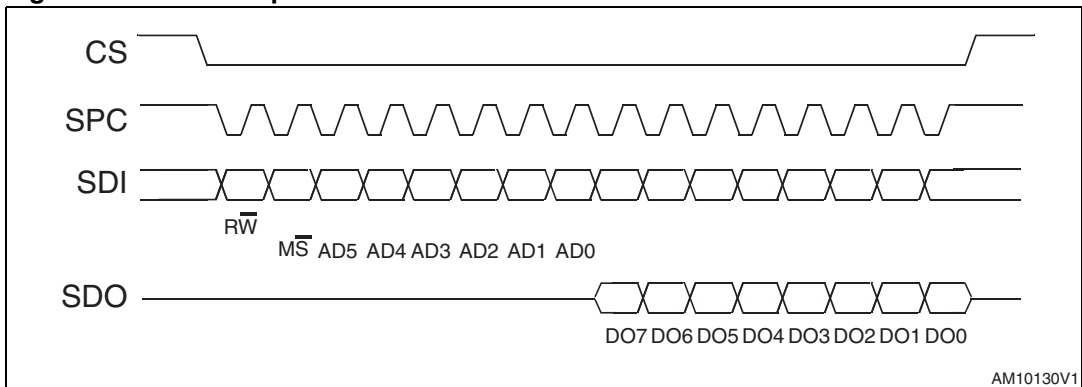 CS
SPC
SDI
RW̅
MS̅ AD5 AD4 AD3 AD2 AD1 AD0
SDO
DO7 DO6 DO5 DO4 DO3 DO2 DO1 DO0
AM10130V1